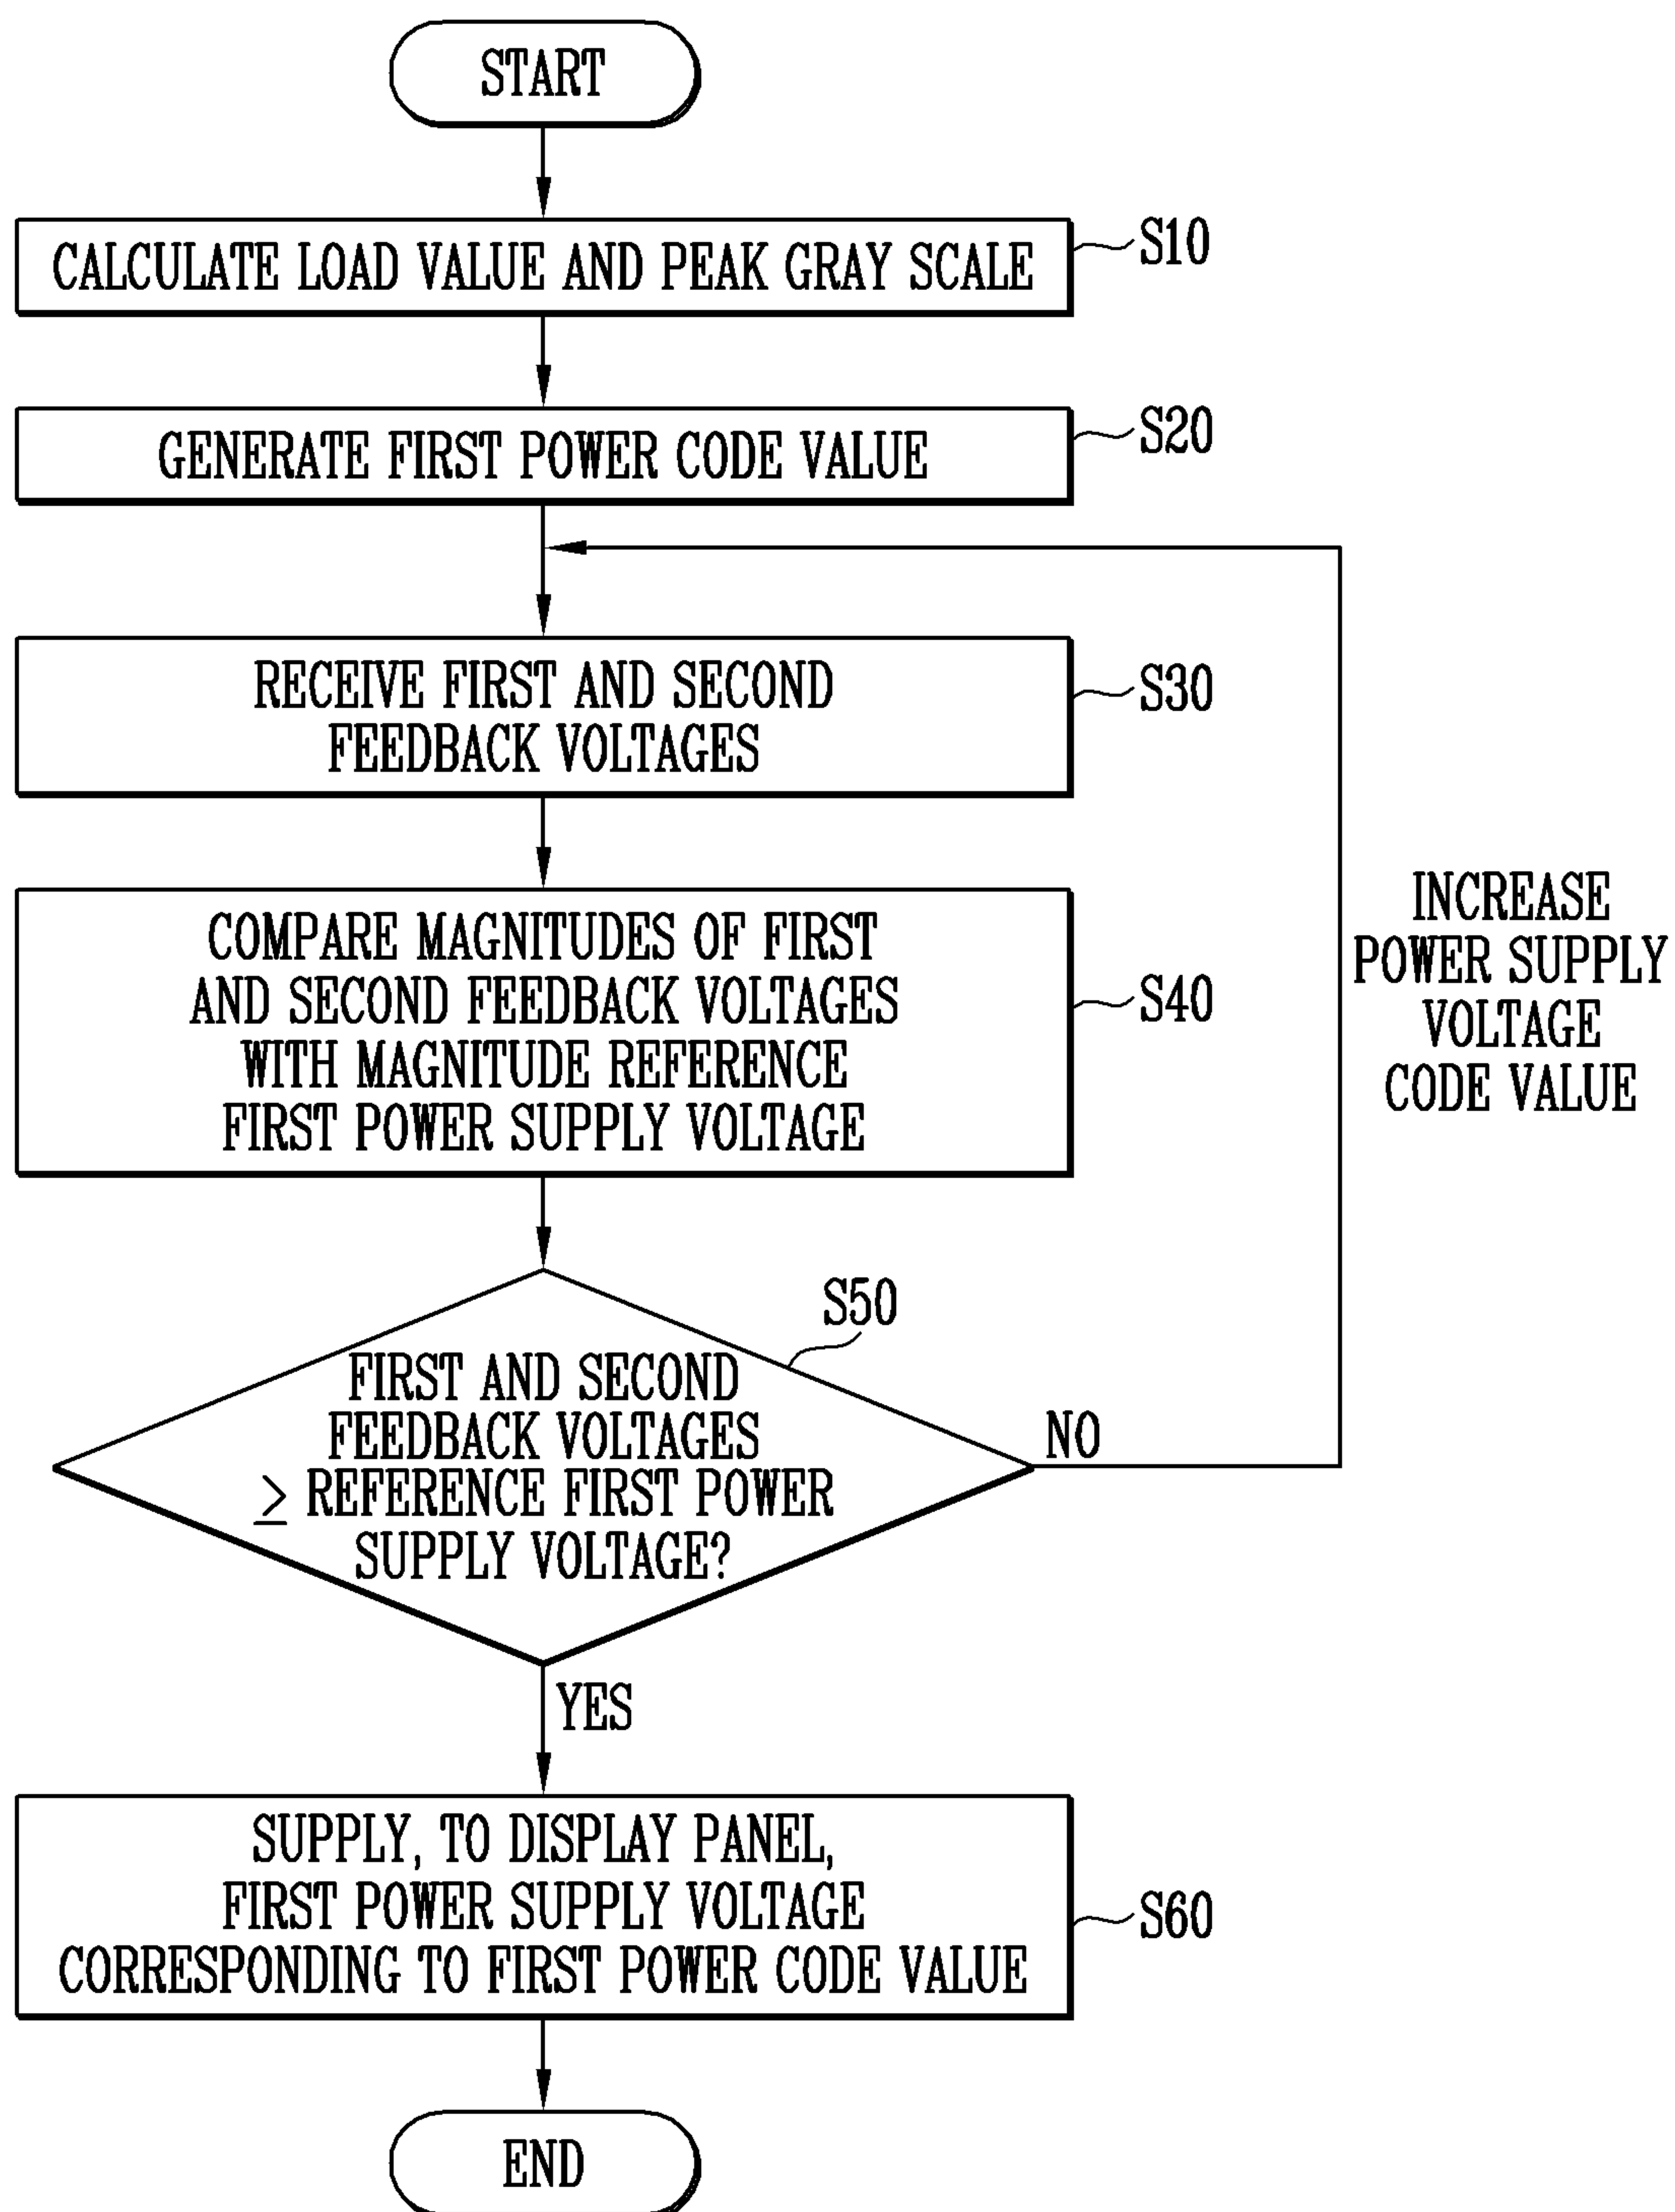 START
CALCULATE LOAD VALUE AND PEAK GRAY SCALE
S10
GENERATE FIRST POWER CODE VALUE
S20
RECEIVE FIRST AND SECOND
FEEDBACK VOLTAGES
S30
COMPARE MAGNITUDES OF FIRST
AND SECOND FEEDBACK VOLTAGES
WITH MAGNITUDE REFERENCE
FIRST POWER SUPPLY VOLTAGE
S40
INCREASE
POWER SUPPLY
VOLTAGE
CODE VALUE
S50
FIRST AND SECOND
FEEDBACK VOLTAGES
≥ REFERENCE FIRST POWER
SUPPLY VOLTAGE?
NO
YES
SUPPLY, TO DISPLAY PANEL,
FIRST POWER SUPPLY VOLTAGE
CORRESPONDING TO FIRST POWER CODE VALUE
S60
END